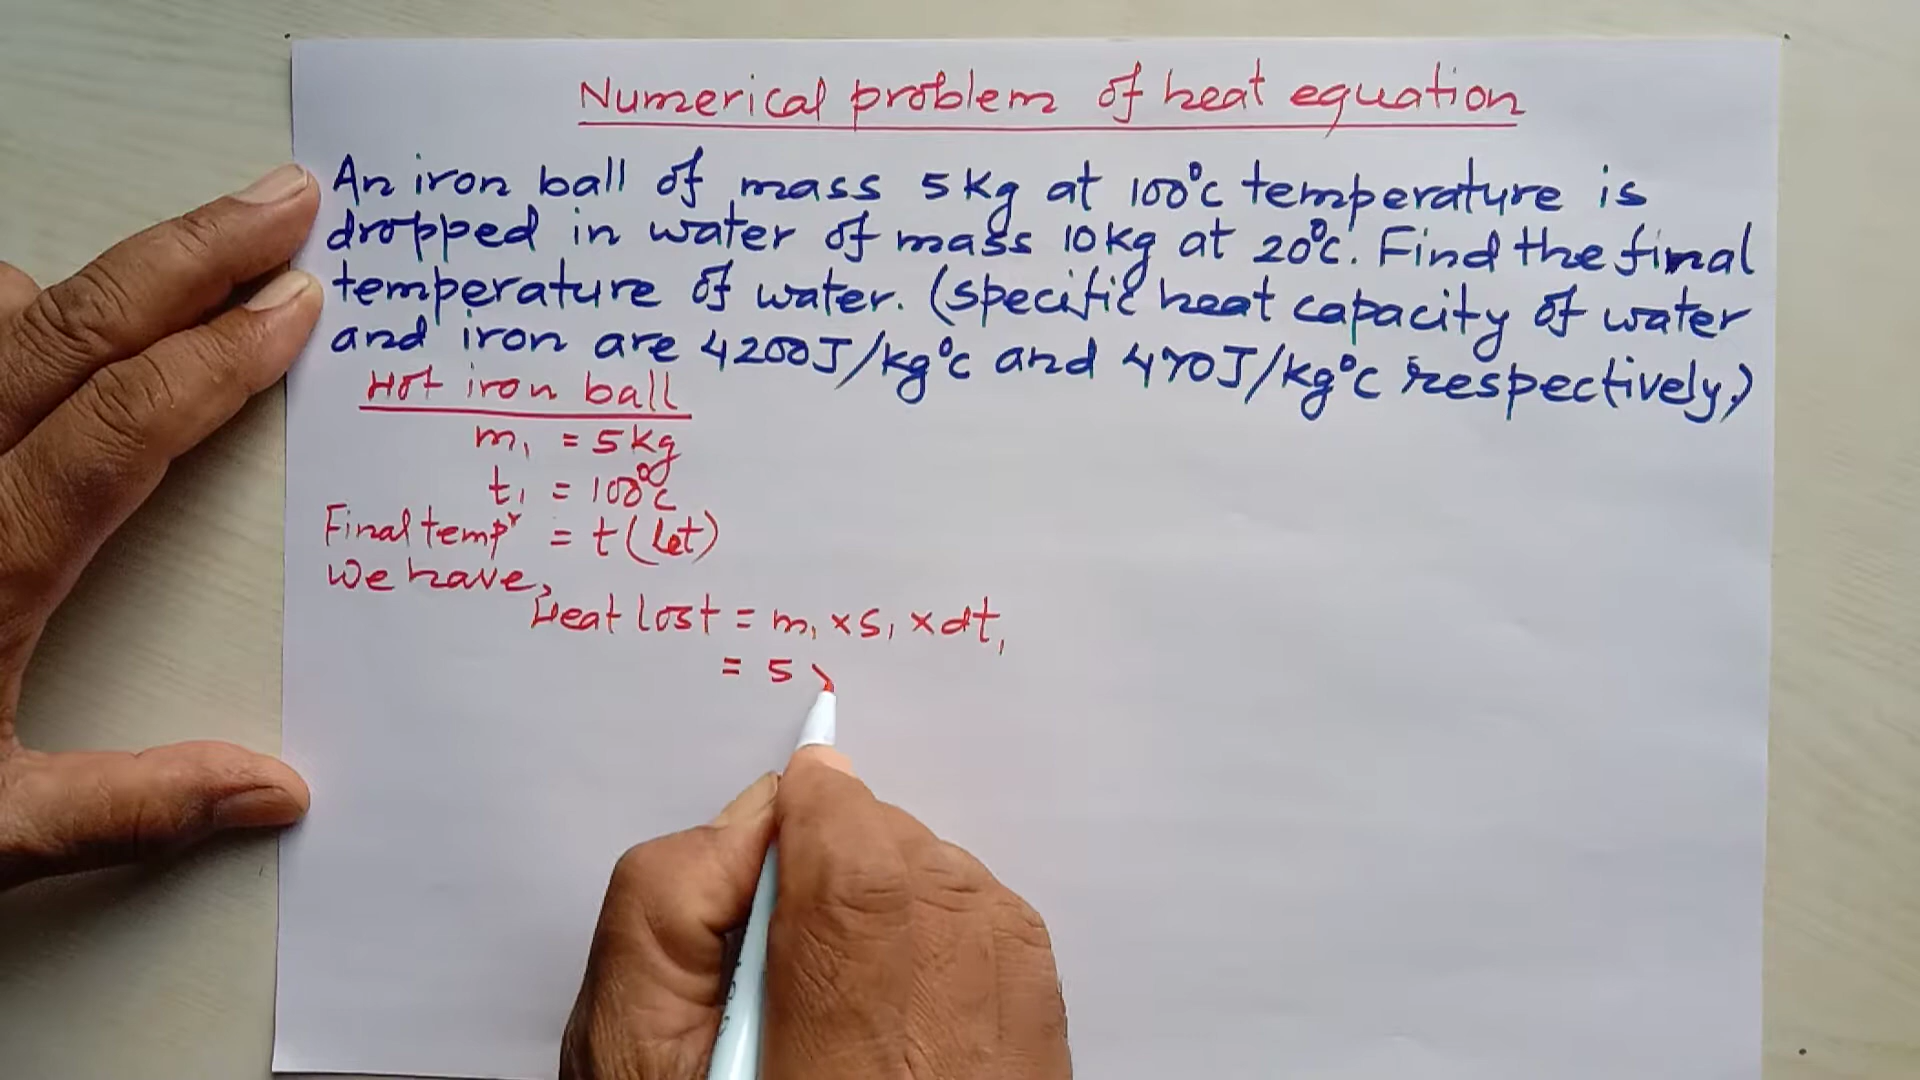 Numerical problem of heat equation
An iron ball of mass 5kg at 100°C temperature is
dropped in water of mass 10kg at 20°C. Find the final
temperature of water. (specific heat capacity of water
and iron are 4200J/kg°C and 470J/kg°C respectively.)
Hot iron ball
m₁ = 5kg
t₁ = 100°C
Final tempʳ = t (let)
We have,
Heat lost = m₁ × s₁ × dt₁
= 5